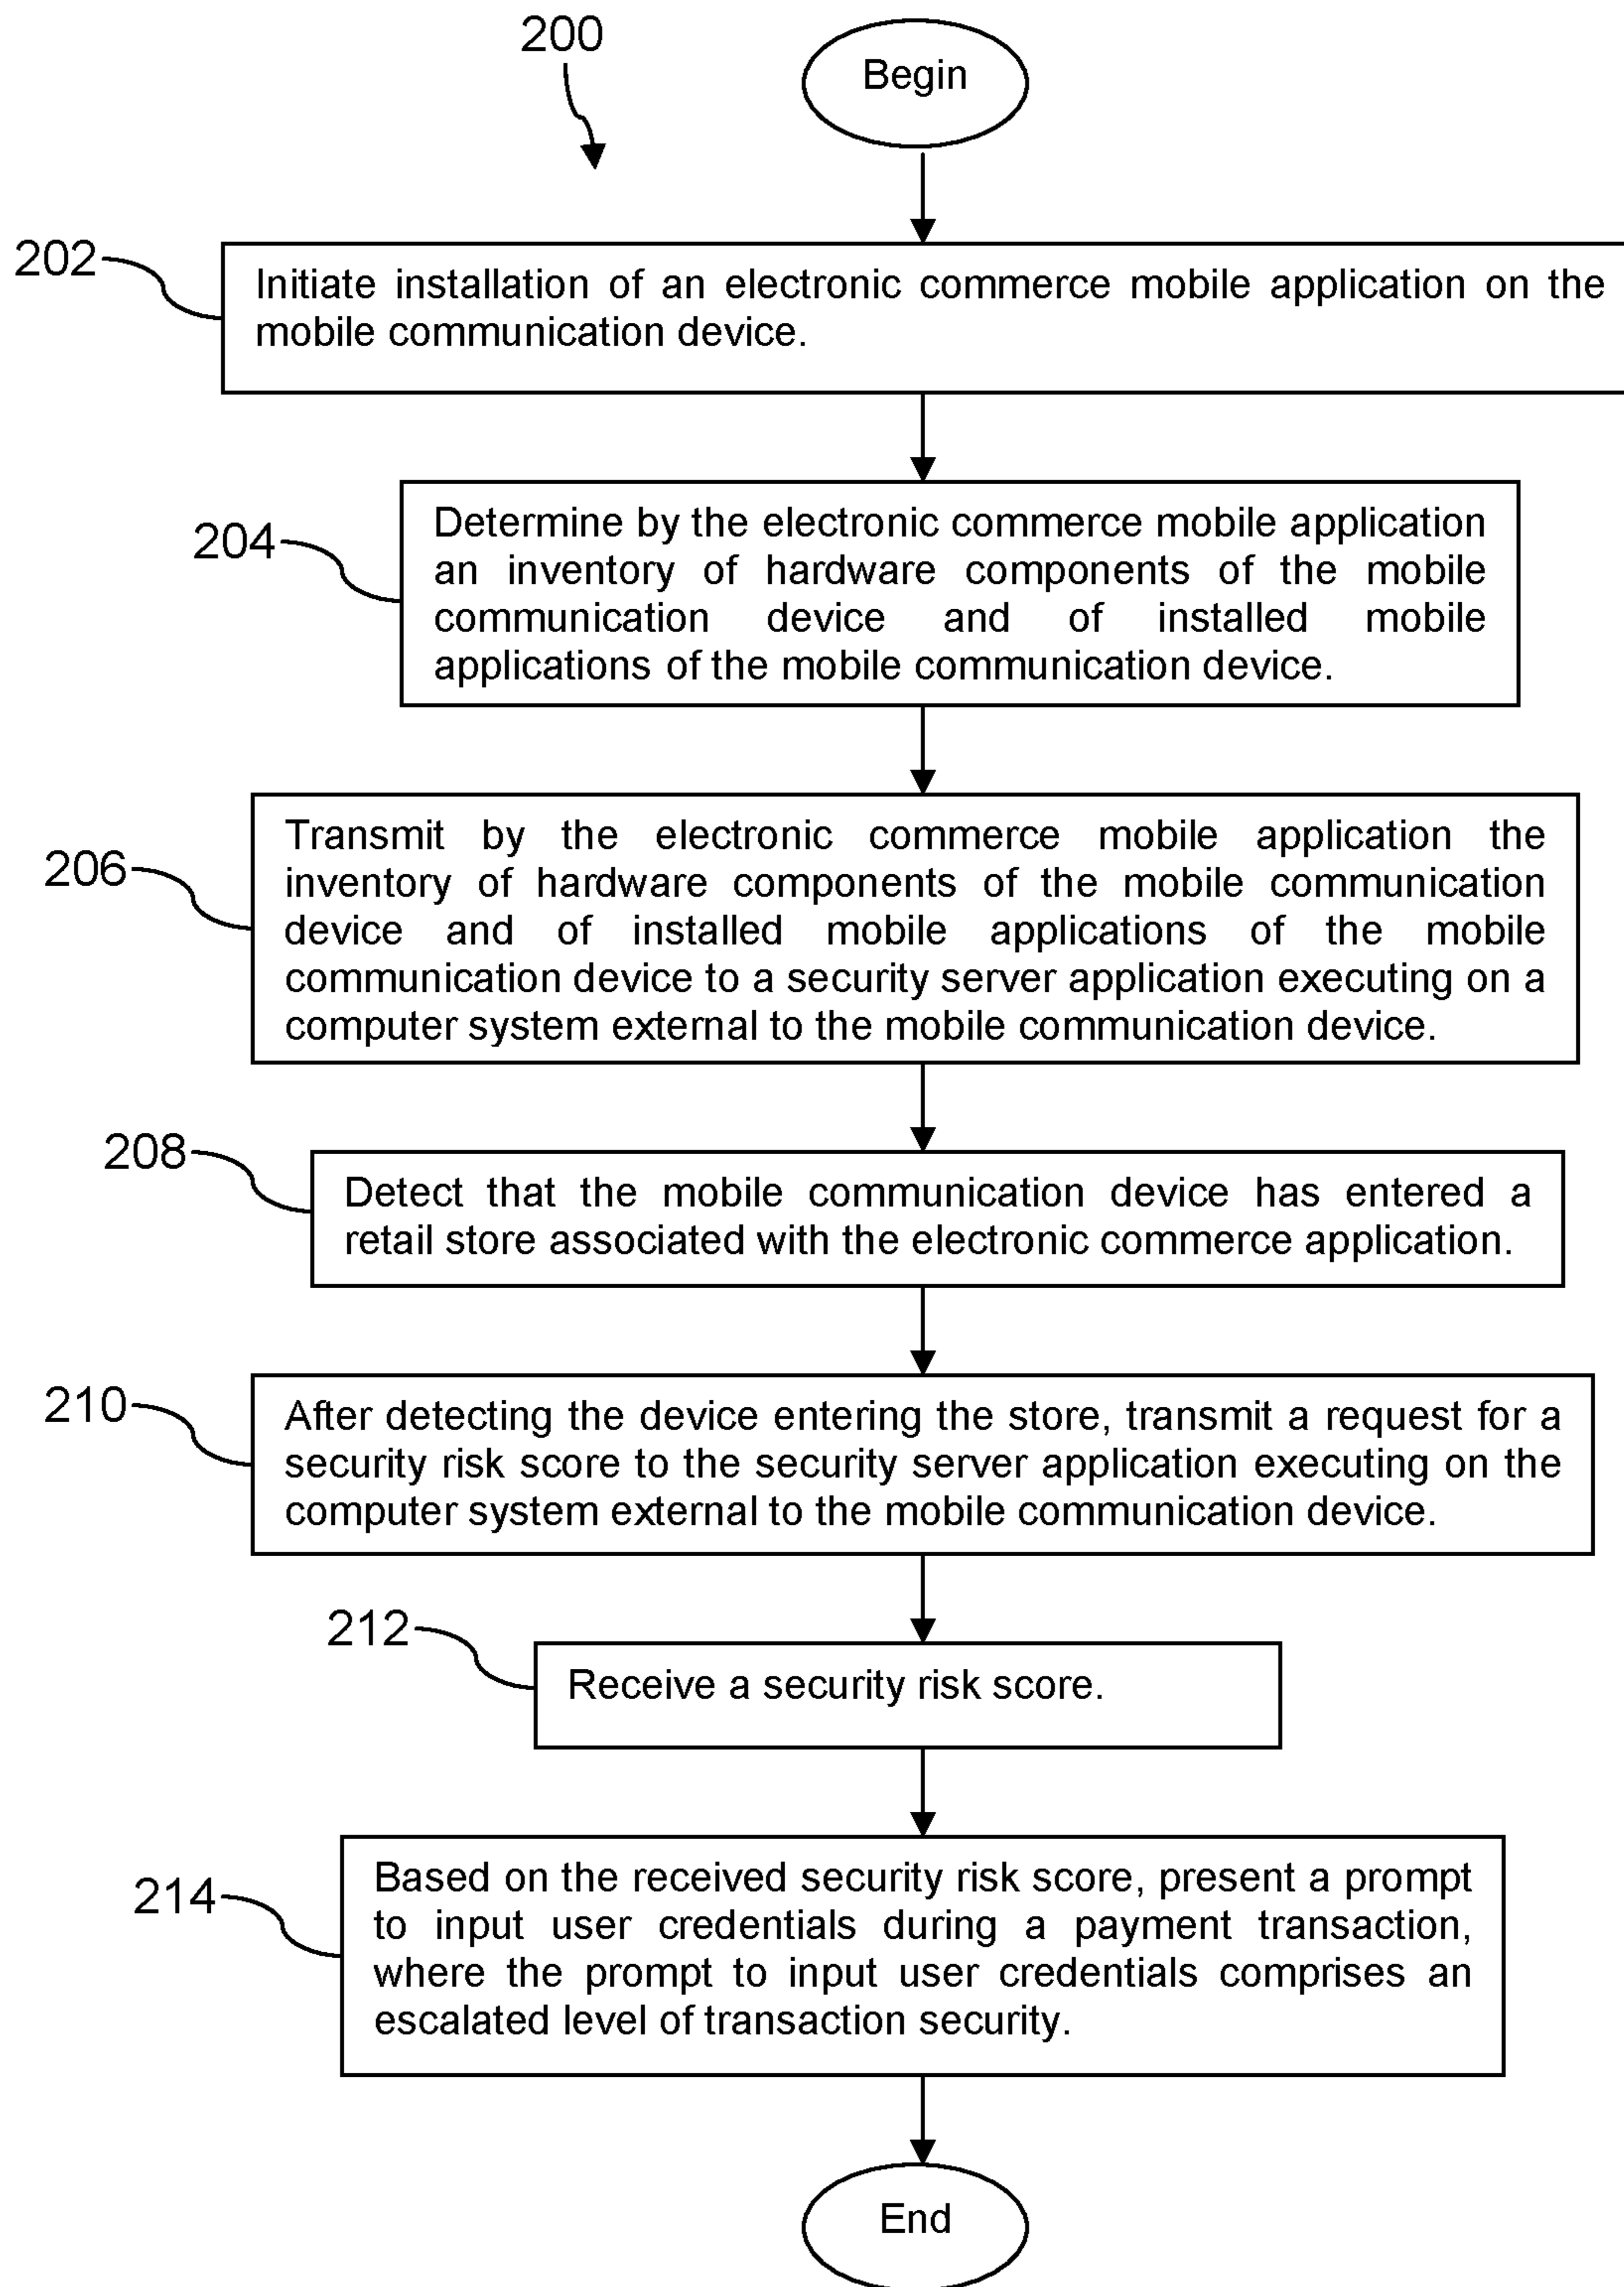 200
Begin
202
Initiate installation of an electronic commerce mobile application on the
mobile communication device.
204
Determine by the electronic commerce mobile application
an inventory of hardware components of the mobile
communication device and of installed mobile
applications of the mobile communication device.
206
Transmit by the electronic commerce mobile application the
inventory of hardware components of the mobile communication
device and of installed mobile applications of the mobile
communication device to a security server application executing on a
computer system external to the mobile communication device.
208
Detect that the mobile communication device has entered a
retail store associated with the electronic commerce application.
210
After detecting the device entering the store, transmit a request for a
security risk score to the security server application executing on the
computer system external to the mobile communication device.
212
Receive a security risk score.
214
Based on the received security risk score, present a prompt
to input user credentials during a payment transaction,
where the prompt to input user credentials comprises an
escalated level of transaction security.
End